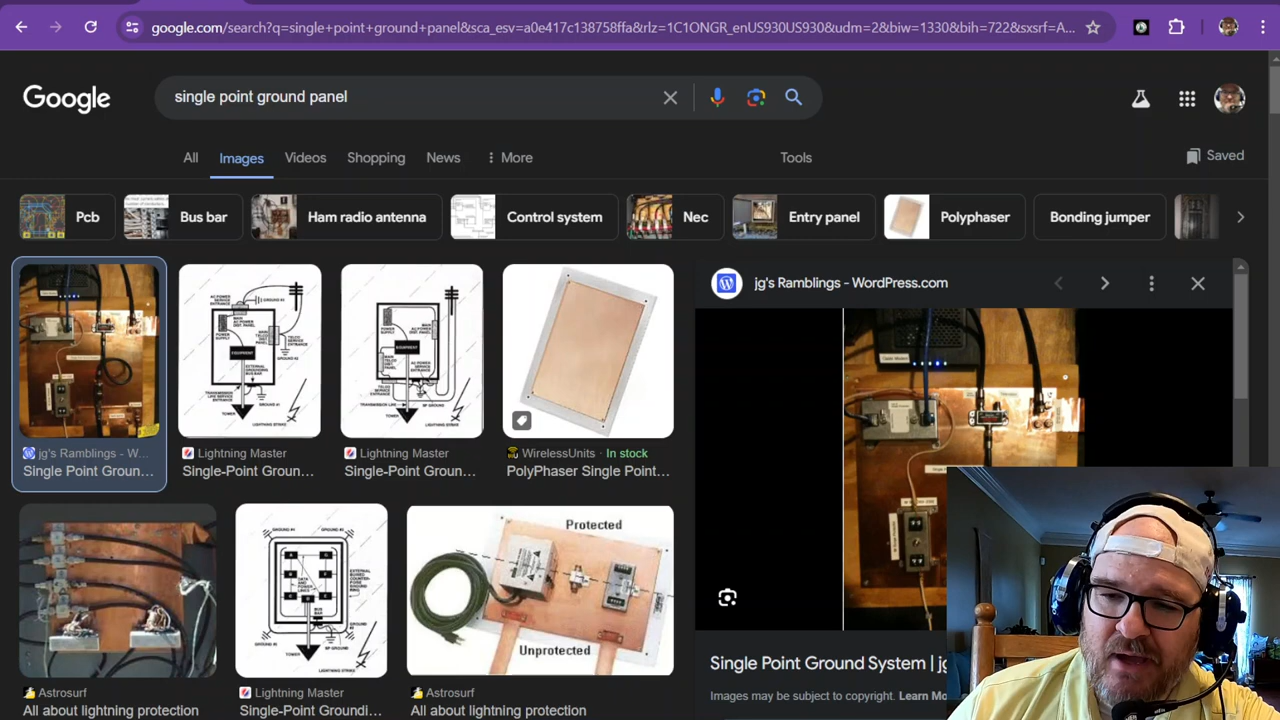 google.com/search?q=single+point+ground+panel&sca_esv=a0e417c138758ffa&rlz=1C1ONGR_enUS930US930&udm=2&biw=1330&bih=722&sxsrf=A...
Google
single point ground panel
All
Images
Videos
Shopping
News
More
Tools
Saved
Pcb
Bus bar
Ham radio antenna
Control system
Nec
Entry panel
Polyphaser
Bonding jumper
jg's Ramblings - W...
Single Point Groun...
Lightning Master
Single-Point Groun...
Lightning Master
Single-Point Groun...
WirelessUnits · In stock
PolyPhaser Single Point...
jg's Ramblings - WordPress.com
Cable Modem
Protected
Unprotected
Astrosurf
All about lightning protection
Lightning Master
Single-Point Groundi...
Astrosurf
All about lightning protection
Single Point Ground System | jg
Images may be subject to copyright. Learn Mo